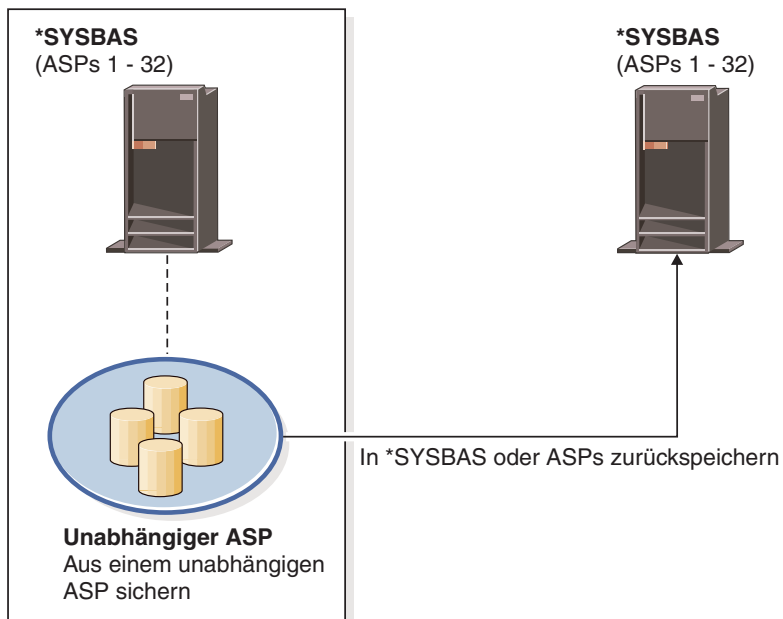 *SYSBAS
(ASPs 1 - 32)
*SYSBAS
(ASPs 1 - 32)
In *SYSBAS oder ASPs zurückspeichern
Unabhängiger ASP
Aus einem unabhängigen
ASP sichern